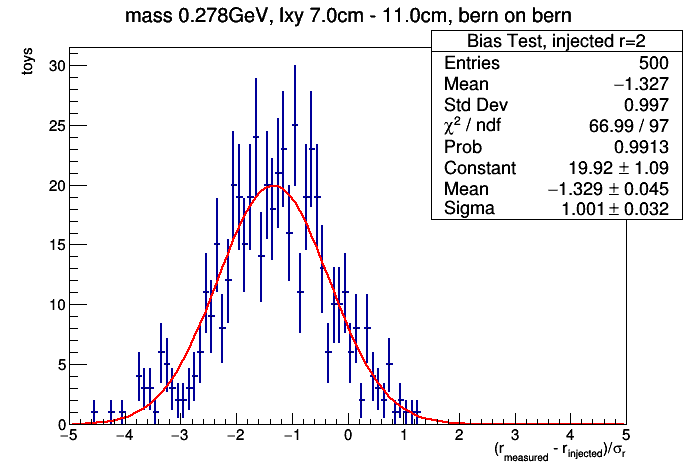 mass 0.278GeV, lxy 7.0cm - 11.0cm, bern on bern
Bias Test, injected r=2
Entries 500
Mean −1.327
Std Dev 0.997
χ² / ndf 66.99 / 97
Prob 0.9913
Constant 19.92 ± 1.09
Mean −1.329 ± 0.045
Sigma 1.001 ± 0.032
toys
30
25
20
15
10
5
0
−5 −4 −3 −2 −1 0 1 2 3 4 5
(r_measured - r_injected)/σ_r